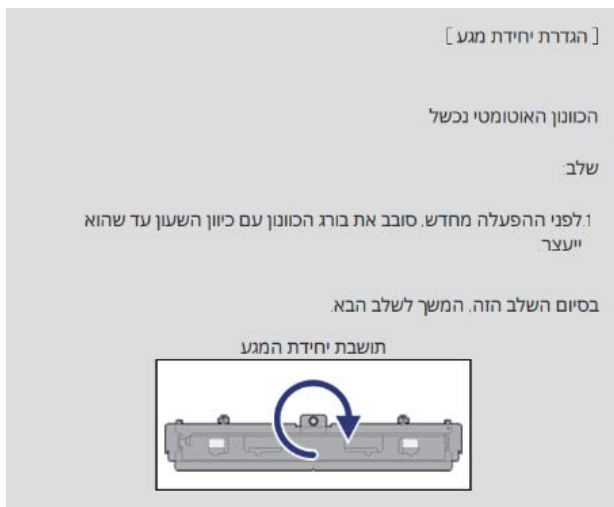 [ הגדרת יחידת מגע ]
הכוונון האוטומטי נכשל
שלב:
1.לפני ההפעלה מחדש, סובב את בורג הכוונון עם כיוון השעון עד שהוא
ייעצר.
בסיום השלב הזה, המשך לשלב הבא.
תושבת יחידת המגע